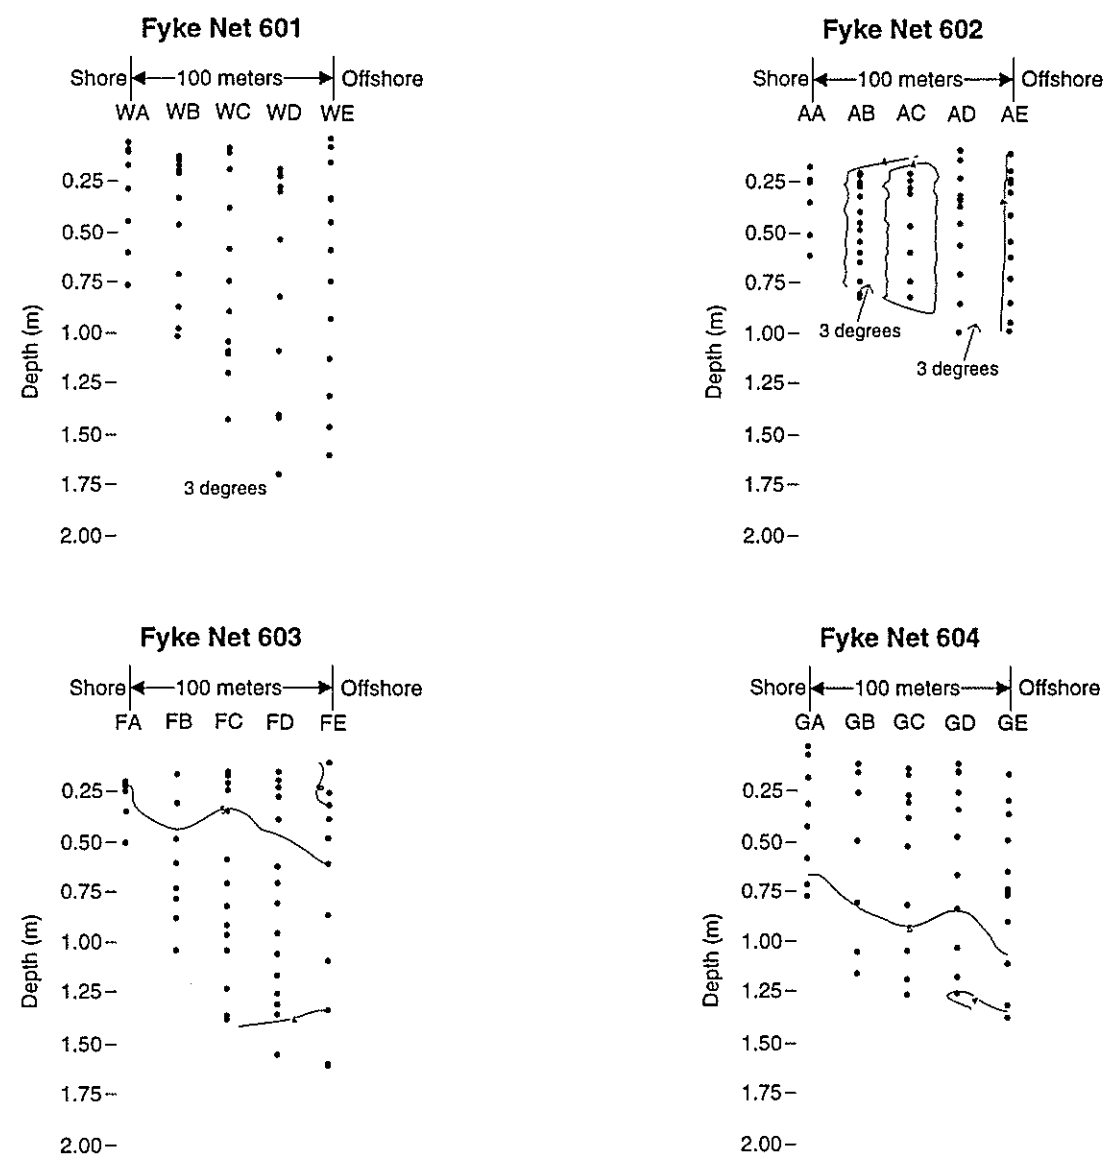 Fyke Net 601
Shore 100 meters Offshore
WA WB WC WD WE
0.25
0.50
0.75
1.00
1.25
1.50
1.75
2.00
Depth (m)
3 degrees
Fyke Net 602
Shore 100 meters Offshore
AA AB AC AD AE
0.25
0.50
0.75
1.00
1.25
1.50
1.75
2.00
Depth (m)
3 degrees
3 degrees
Fyke Net 603
Shore 100 meters Offshore
FA FB FC FD FE
0.25
0.50
0.75
1.00
1.25
1.50
1.75
2.00
Depth (m)
Fyke Net 604
Shore 100 meters Offshore
GA GB GC GD GE
0.25
0.50
0.75
1.00
1.25
1.50
1.75
2.00
Depth (m)